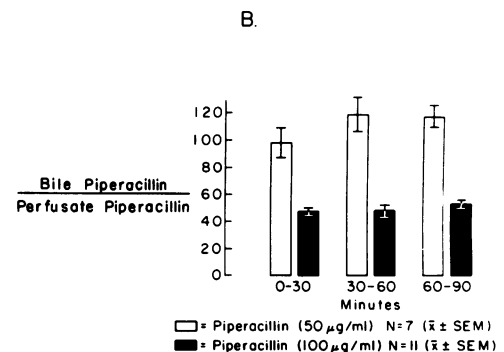 B.
120
100
80
60
40
20
0
Bile Piperacillin
Perfusate Piperacillin
0-30 30-60 60-90
Minutes
= Piperacillin (50 µg/ml) N=7 (x̄ ± SEM)
= Piperacillin (100 µg/ml) N=11 (x̄ ± SEM)